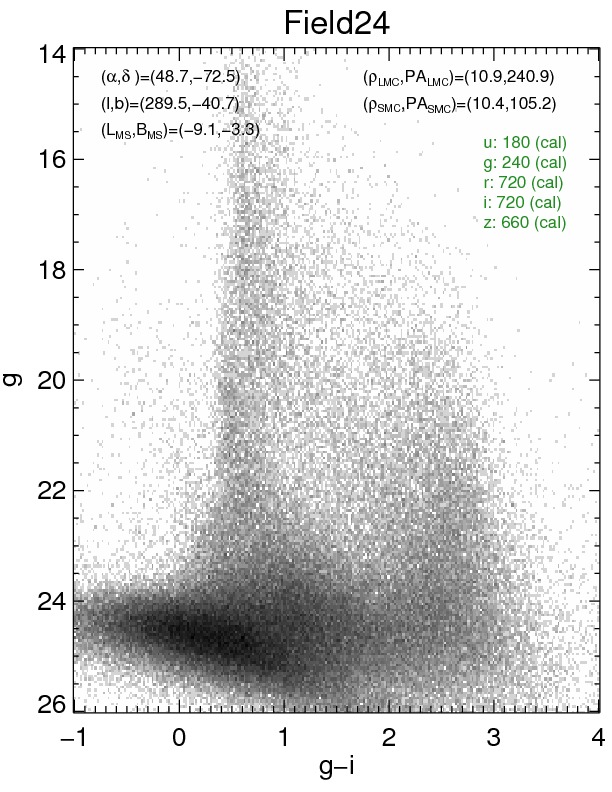 Field24
(α,δ )=(48.7,−72.5)
(ρLMC,PALMC)=(10.9,240.9)
(l,b)=(289.5,−40.7)
(ρSMC,PASMC)=(10.4,105.2)
(LMS,BMS)=(−9.1,−3.3)
u: 180 (cal)
g: 240 (cal)
r: 720 (cal)
i: 720 (cal)
z: 660 (cal)
14
16
18
20
22
24
26
g
−1 0 1 2 3 4
g−i